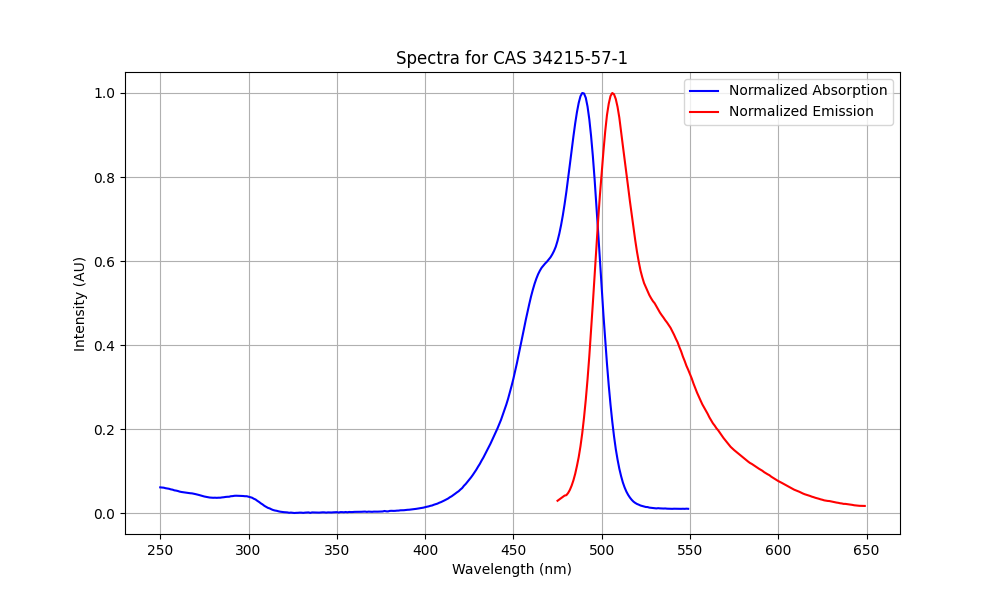 Spectra for CAS 34215-57-1
Normalized Absorption
Normalized Emission
1.0
0.8
0.6
0.4
0.2
0.0
Intensity (AU)
250 300 350 400 450 500 550 600 650
Wavelength (nm)